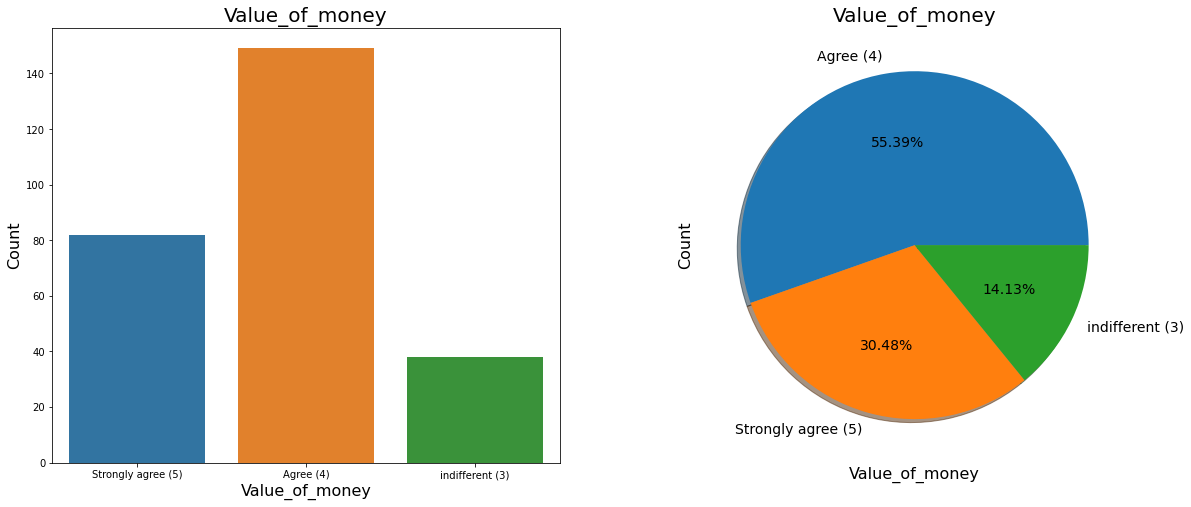 Value_of_money
140
120
100
80
60
40
20
0
Count
Strongly agree (5)
Agree (4)
indifferent (3)
Value_of_money
Value_of_money
Agree (4)
55.39%
Count
14.13%
indifferent (3)
30.48%
Strongly agree (5)
Value_of_money